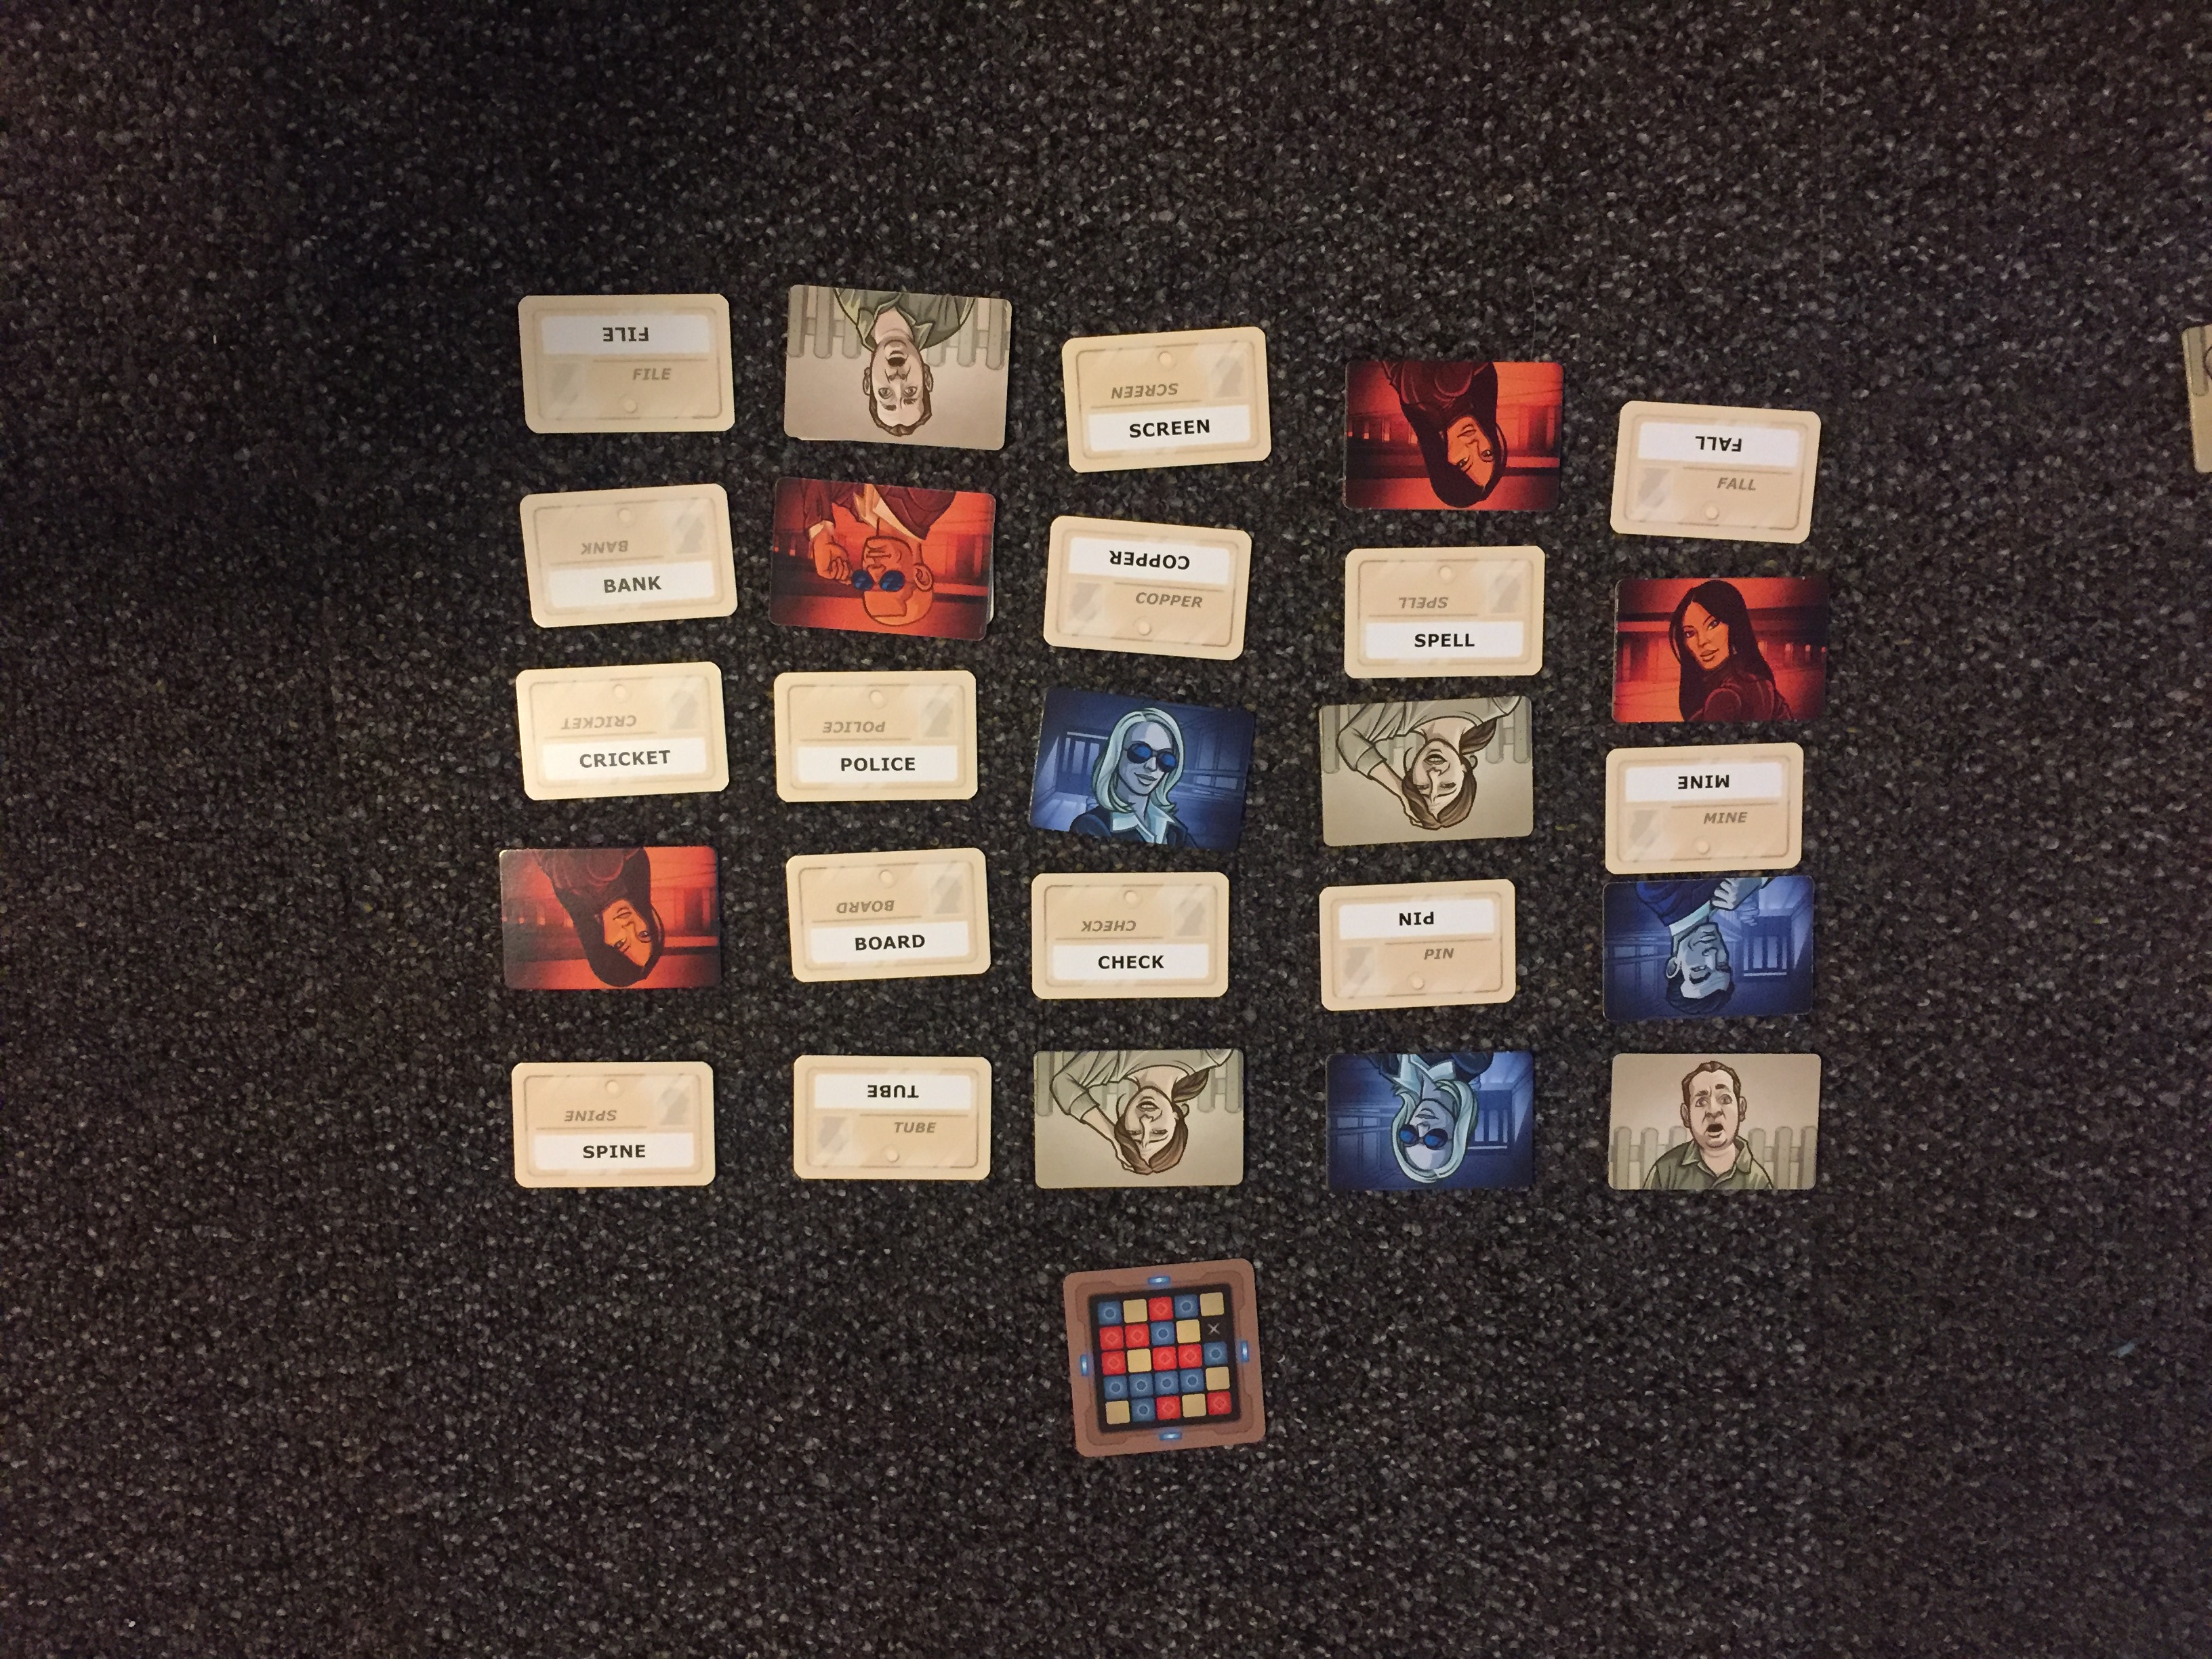 SPINE
SPINE
CRICKET
CRICKET
BANK
BANK
FILE
FILE
TUBE
TUBE
BOARD
BOARD
POLICE
POLICE
CHECK
CHECK
COPPER
COPPER
SCREEN
SCREEN
PIN
PIN
SPELL
SPELL
MINE
MINE
FALL
FALL